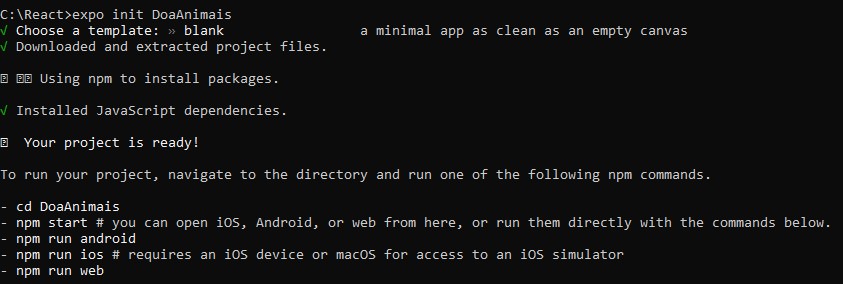 C:\React>expo init DoaAnimais
√ Choose a template: » blank                 a minimal app as clean as an empty canvas
√ Downloaded and extracted project files.
Using npm to install packages.
√ Installed JavaScript dependencies.
Your project is ready!
To run your project, navigate to the directory and run one of the following npm commands.
- cd DoaAnimais
- npm start # you can open iOS, Android, or web from here, or run them directly with the commands below.
- npm run android
- npm run ios # requires an iOS device or macOS for access to an iOS simulator
- npm run web